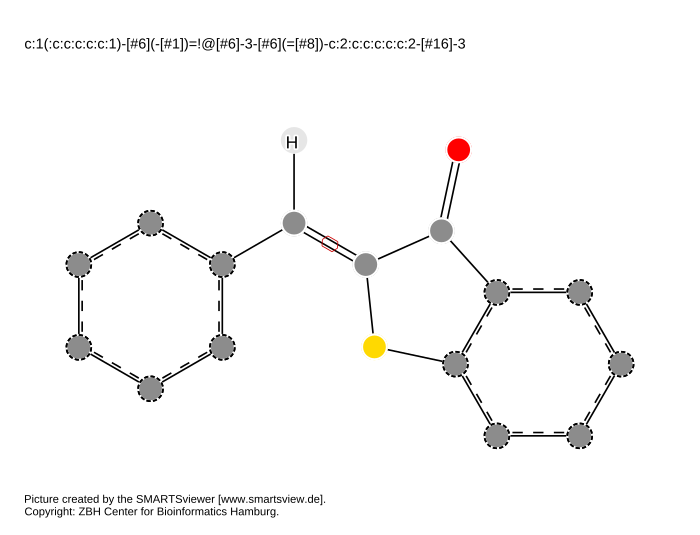 c:1(:c:c:c:c:c:1)-[#6](-[#1])=!@[#6]-3-[#6](=[#8])-c:2:c:c:c:c:c:2-[#16]-3
H
Picture created by the SMARTSviewer [www.smartsview.de].
Copyright: ZBH Center for Bioinformatics Hamburg.